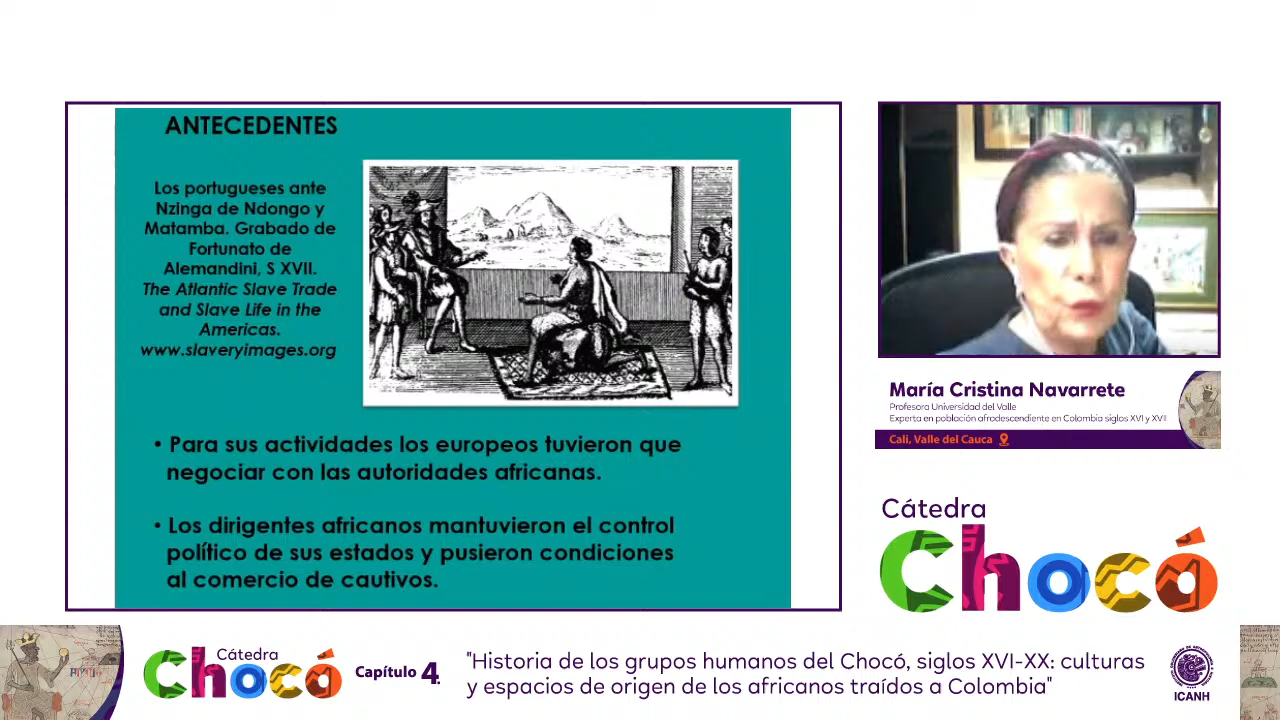 ANTECEDENTES
Los portugueses ante
Nzinga de Ndongo y
Matamba. Grabado de
Fortunato de
Alemandini, S XVII.
The Atlantic Slave Trade
and Slave Life in the
Americas.
www.slaveryimages.org
• Para sus actividades los europeos tuvieron que
negociar con las autoridades africanas.
• Los dirigentes africanos mantuvieron el control
político de sus estados y pusieron condiciones
al comercio de cautivos.
María Cristina Navarrete
Profesora Universidad del Valle
Experta en población afrodescendiente en Colombia siglos XVI y XVII
Cali, Valle del Cauca
Cátedra
Chocó
Cátedra
Chocó
Capítulo 4.
"Historia de los grupos humanos del Chocó, siglos XVI-XX: culturas
y espacios de origen de los africanos traídos a Colombia"
ICANH